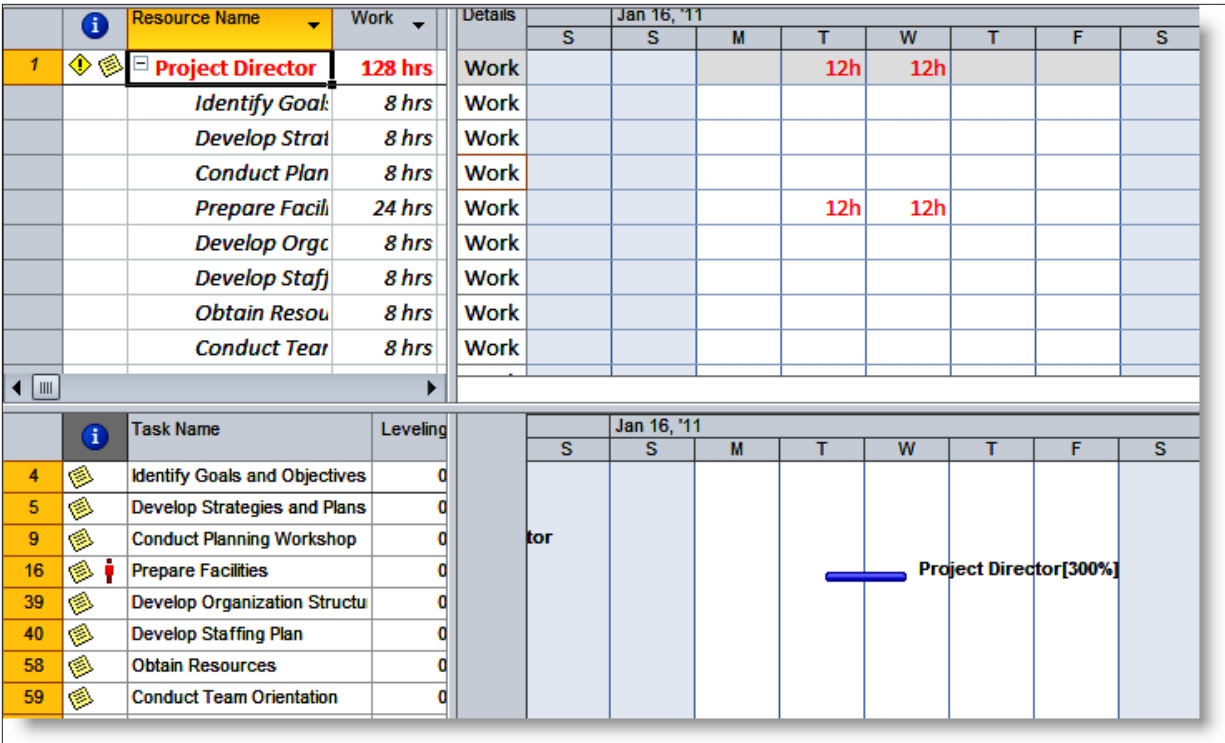 Resource Name Work Details Jan 16, '11
S S M T W T F S
1 Project Director 128 hrs Work 12h 12h
Identify Goals 8 hrs Work
Develop Strat 8 hrs Work
Conduct Plan 8 hrs Work
Prepare Facili 24 hrs Work 12h 12h
Develop Orga 8 hrs Work
Develop Staff 8 hrs Work
Obtain Resou 8 hrs Work
Conduct Tear 8 hrs Work
Task Name Leveling Jan 16, '11
S S M T W T F S
4 Identify Goals and Objectives 0
5 Develop Strategies and Plans 0
9 Conduct Planning Workshop 0 tor
16 Prepare Facilities 0 Project Director[300%]
39 Develop Organization Structu 0
40 Develop Staffing Plan 0
58 Obtain Resources 0
59 Conduct Team Orientation 0